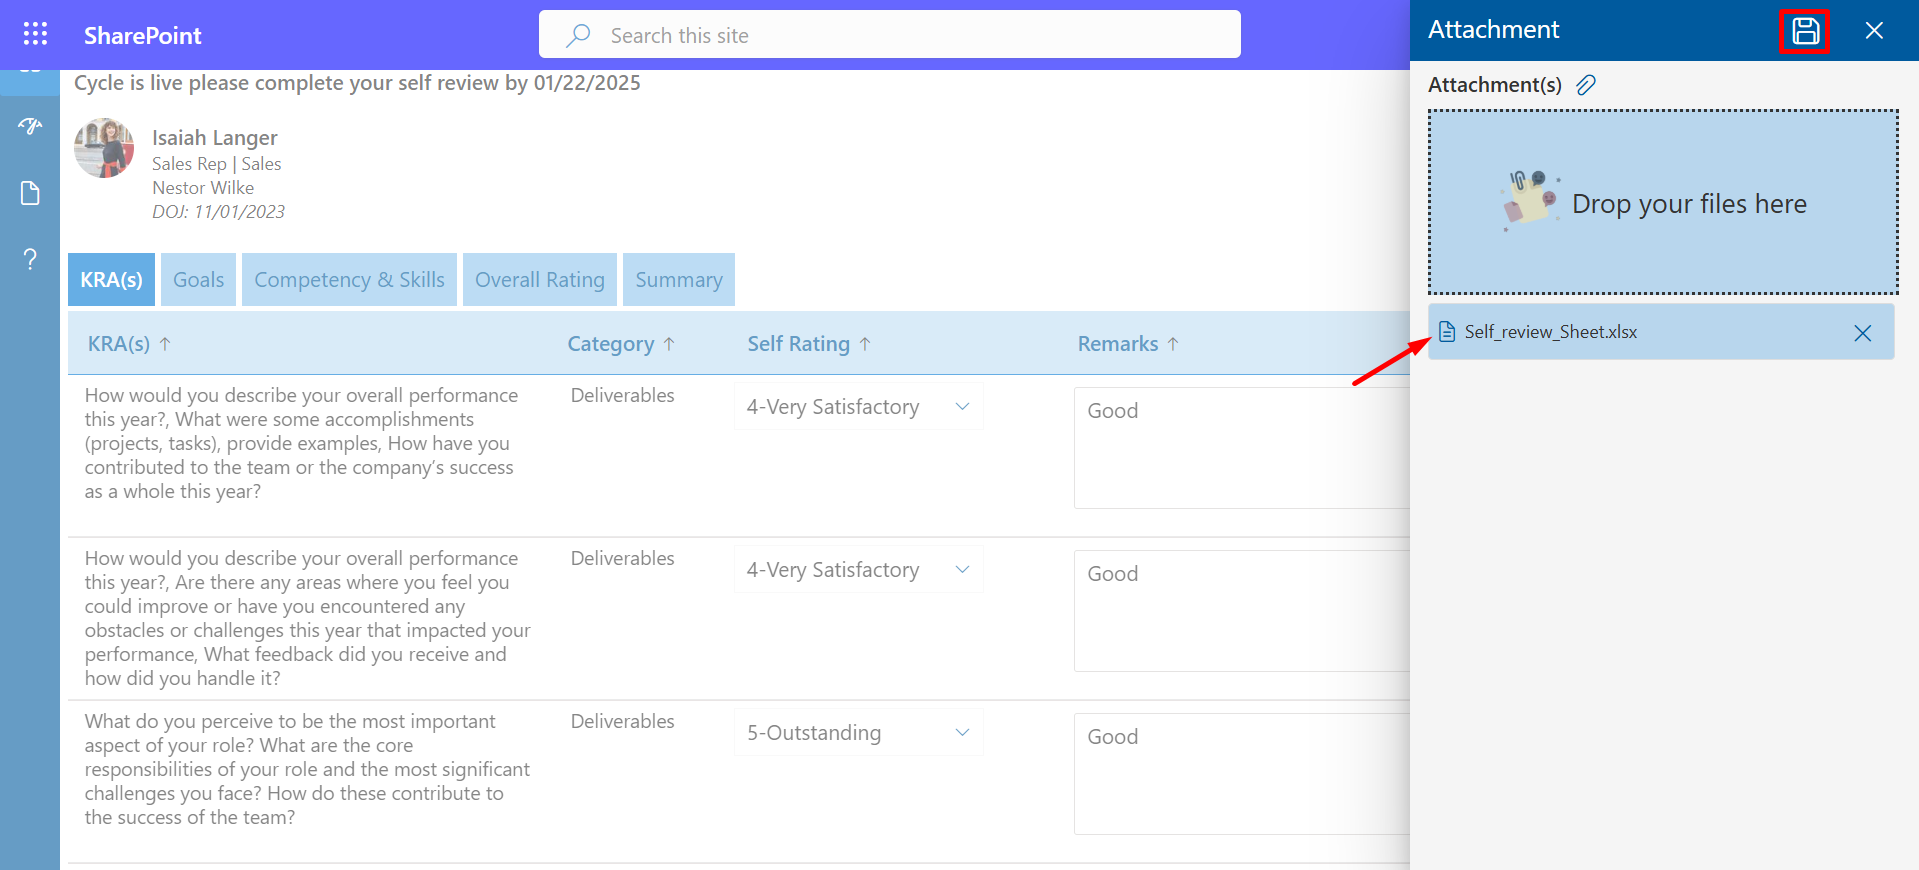 SharePoint
Search this site
Attachment
Cycle is live please complete your self review by 01/22/2025
Isaiah Langer
Sales Rep | Sales
Nestor Wilke
DOJ: 11/01/2023
KRA(s) Goals Competency & Skills Overall Rating Summary
KRA(s) ↑ Category ↑ Self Rating ↑ Remarks ↑
How would you describe your overall performance
this year?, What were some accomplishments
(projects, tasks), provide examples, How have you
contributed to the team or the company’s success
as a whole this year?
Deliverables
4-Very Satisfactory
Good
How would you describe your overall performance
this year?, Are there any areas where you feel you
could improve or have you encountered any
obstacles or challenges this year that impacted your
performance, What feedback did you receive and
how did you handle it?
Deliverables
4-Very Satisfactory
Good
What do you perceive to be the most important
aspect of your role? What are the core
responsibilities of your role and the most significant
challenges you face? How do these contribute to
the success of the team?
Deliverables
5-Outstanding
Good
Attachment(s)
Drop your files here
Self_review_Sheet.xlsx